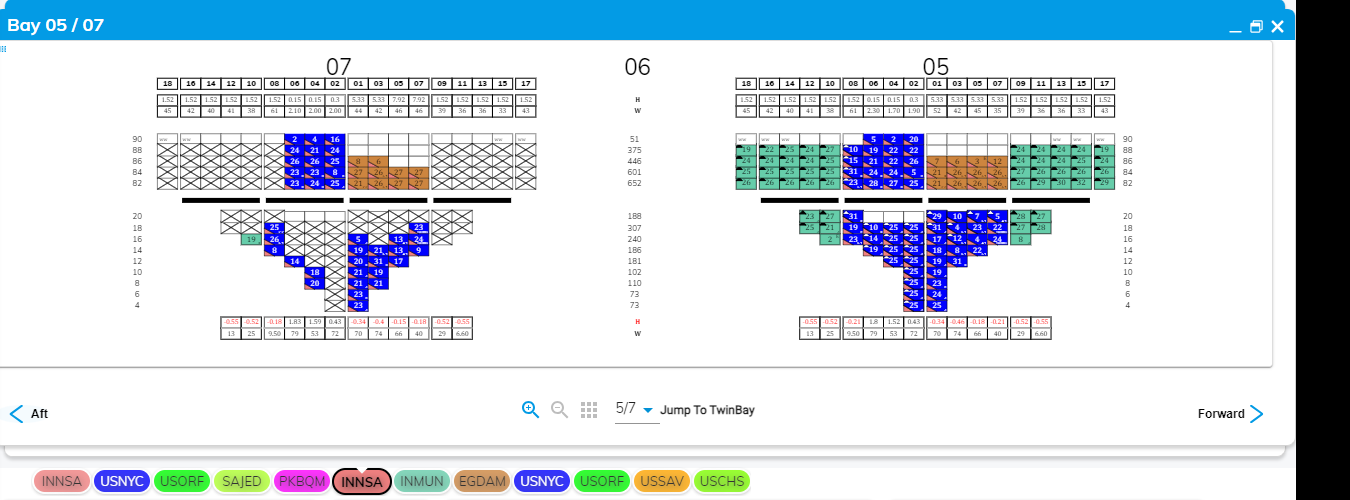 Bay 05 / 07
07 06 05
18 16 14 12 10 08 06 04 02 01 03 05 07 09 11 13 15 17 18 16 14 12 10 08 06 04 02 01 03 05 07 09 11 13 15 17
1.52 1.52 1.52 1.52 1.52 1.52 0.15 0.15 0.3 5.33 5.33 7.92 7.92 1.52 1.52 1.52 1.52 1.52 H 1.52 1.52 1.52 1.52 1.52 1.52 0.15 0.15 0.3 5.33 5.33 5.33 5.35 1.52 1.52 1.52 1.52 1.52
45 42 40 41 38 61 2.10 2.00 2.00 44 42 46 46 39 36 36 33 43 W 45 42 40 41 38 61 2.30 1.70 1.90 52 42 45 35 39 36 36 33 43
90 2 4 16 51 5 2 20 90
88 24 21 24 375 19 22 25 24 27 10 19 22 22 24 24 24 24 19 88
86 26 26 25 8 6 446 24 25 25 24 25 15 21 22 26 7 6 3 12 24 24 24 25 24 86
84 23 23 8 27 26 27 27 601 31 24 24 5 21 26 26 26 84
82 23 24 25 21 26 27 27 652 26 26 26 26 26 23 28 27 25 21 26 26 26 26 29 30 32 29 82
20 188 23 27 31 29 10 7 5 28 27 20
18 25 23 307 25 21 19 10 25 25 31 4 23 22 27 28 18
16 19 26 5 13 24 240 2 23 14 25 25 17 12 4 24 8 16
14 8 19 21 13 9 186 19 25 25 18 8 22 14
12 14 20 31 17 181 25 25 19 31 12
10 18 21 19 102 25 19 10
8 20 21 21 110 25 23 8
6 23 73 25 24 6
4 23 73 25 25 4
-0.55 -0.52 -0.18 1.83 1.59 0.43 -0.34 -0.4 -0.15 -0.18 -0.52 -0.55 H -0.55 -0.52 -0.21 1.8 1.52 0.43 -0.34 -0.46 -0.18 -0.21 -0.52 -0.55
13 25 9.50 79 53 72 70 74 66 40 29 6.60 W 13 25 9.50 79 53 72 70 74 66 40 29 6.60
Aft 5/7 Jump To TwinBay Forward
INNSA USNYC USORF SAJED PKBQM INNSA INMUN EGDAM USNYC USORF USSAV USCHS